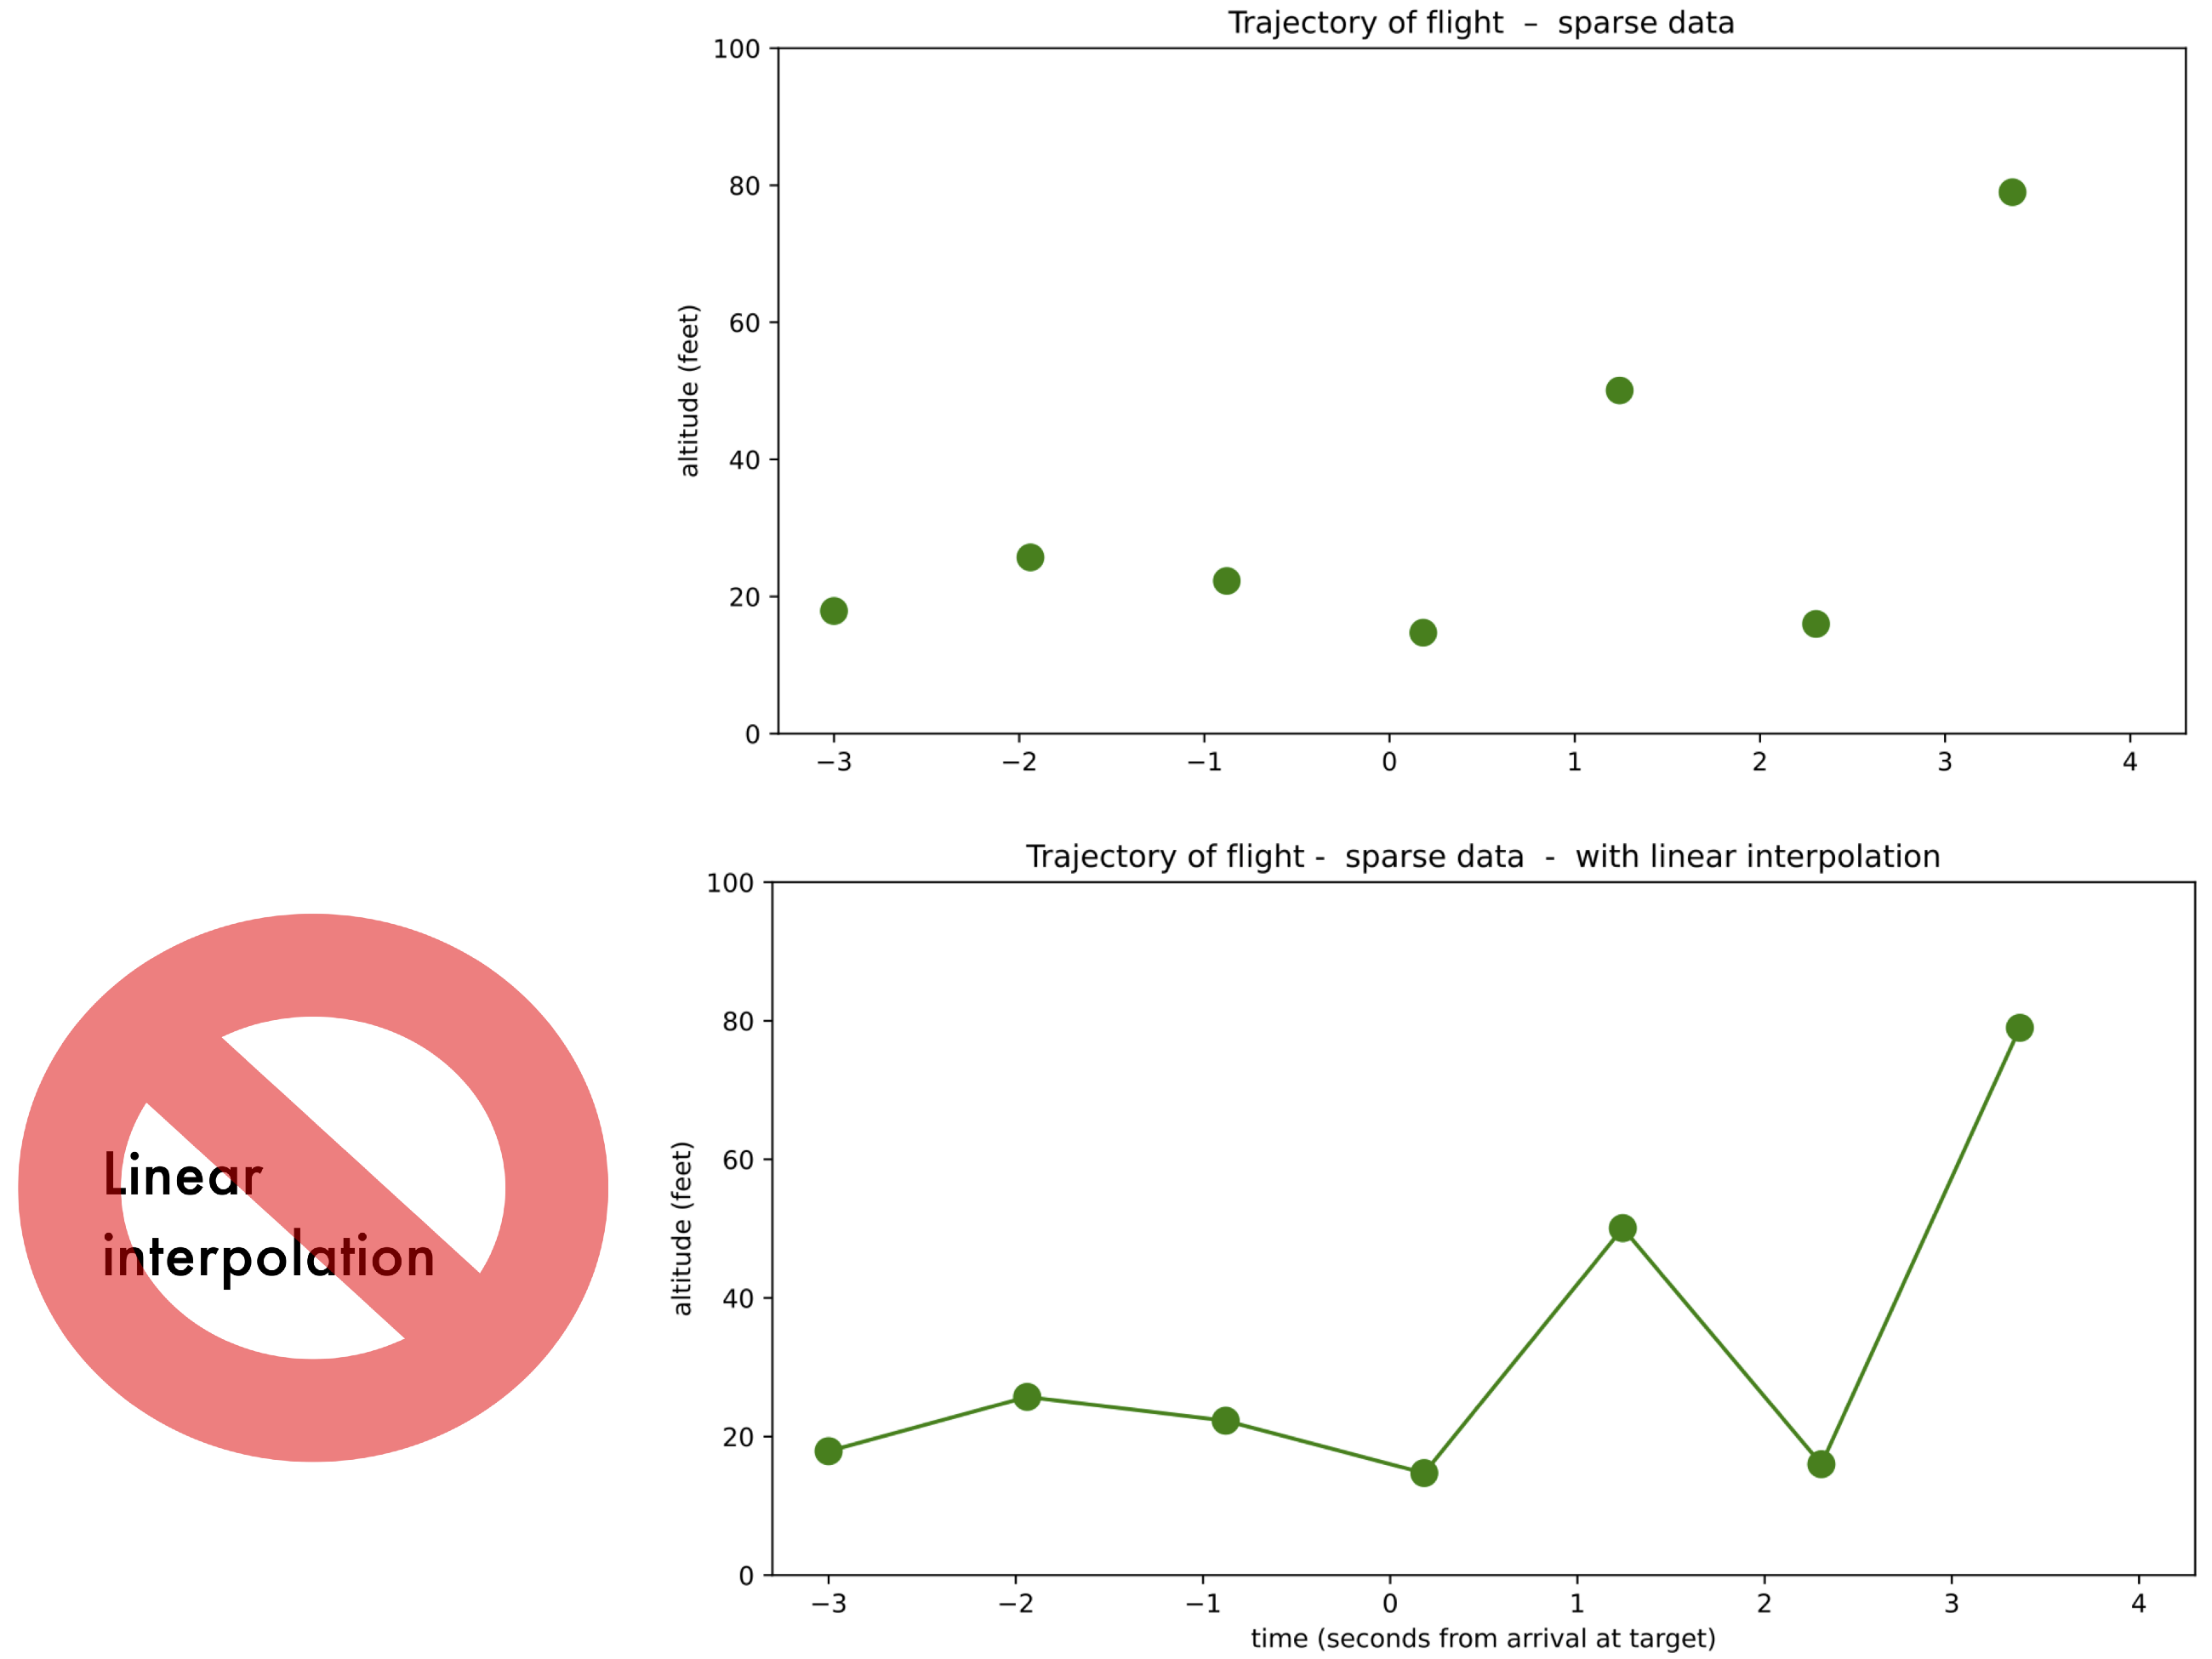 Trajectory of flight – sparse data
100
80
60
40
20
0
altitude (feet)
−3 −2 −1 0 1 2 3 4
Trajectory of flight - sparse data - with linear interpolation
100
80
60
40
20
0
altitude (feet)
−3 −2 −1 0 1 2 3 4
time (seconds from arrival at target)
Linear
interpolation